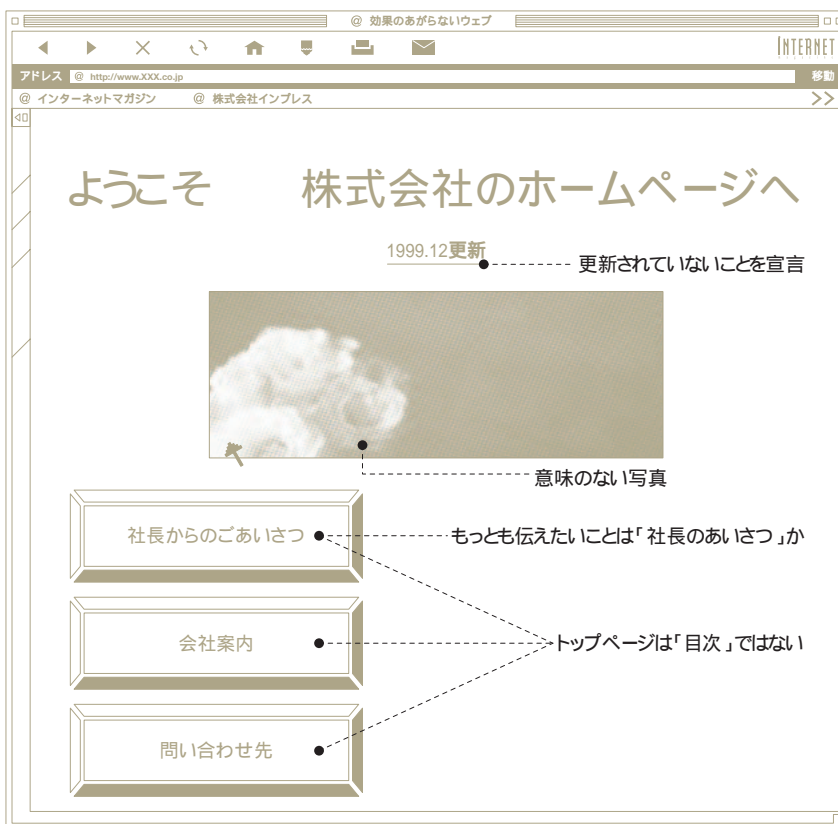 @ 効果のあがらないウェブ
INTERNET
アドレス @ http://www.XXX.co.jp 移動
@ インターネットマガジン @ 株式会社インプレス >>
ようこそ 株式会社のホームページへ
1999.12更新
更新されていないことを宣言
意味のない写真
社長からのごあいさつ
もっとも伝えたいことは「社長のあいさつ」か
会社案内
トップページは「目次」ではない
問い合わせ先